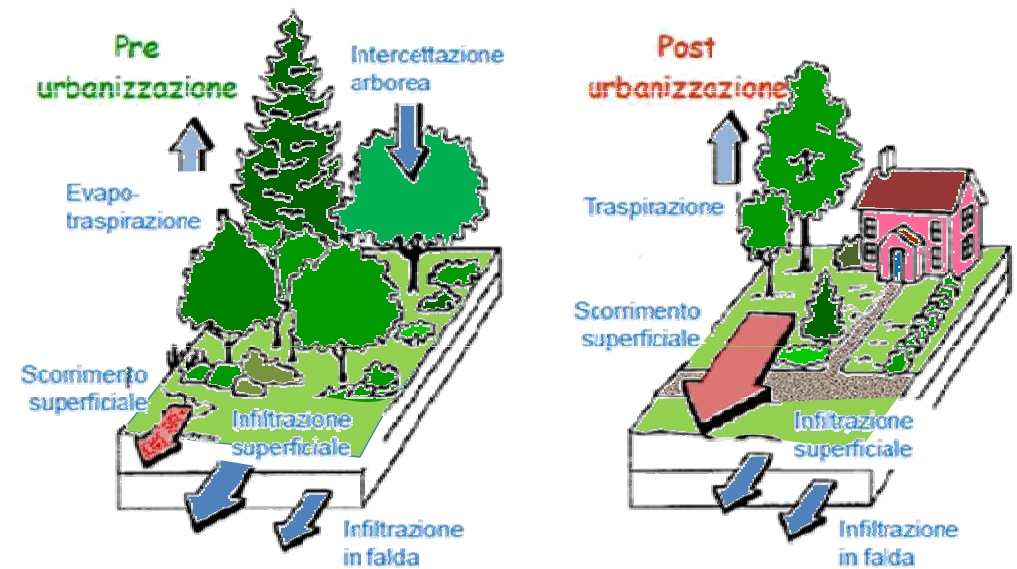 Pre
urbanizzazione
Intercettazione
arborea
Evapo-
traspirazione
Scorrimento
superficiale
Infiltrazione
superficiale
Infiltrazione
in falda
Post
urbanizzazione
Traspirazione
Scorrimento
superficiale
Infiltrazione
superficiale
Infiltrazione
in falda